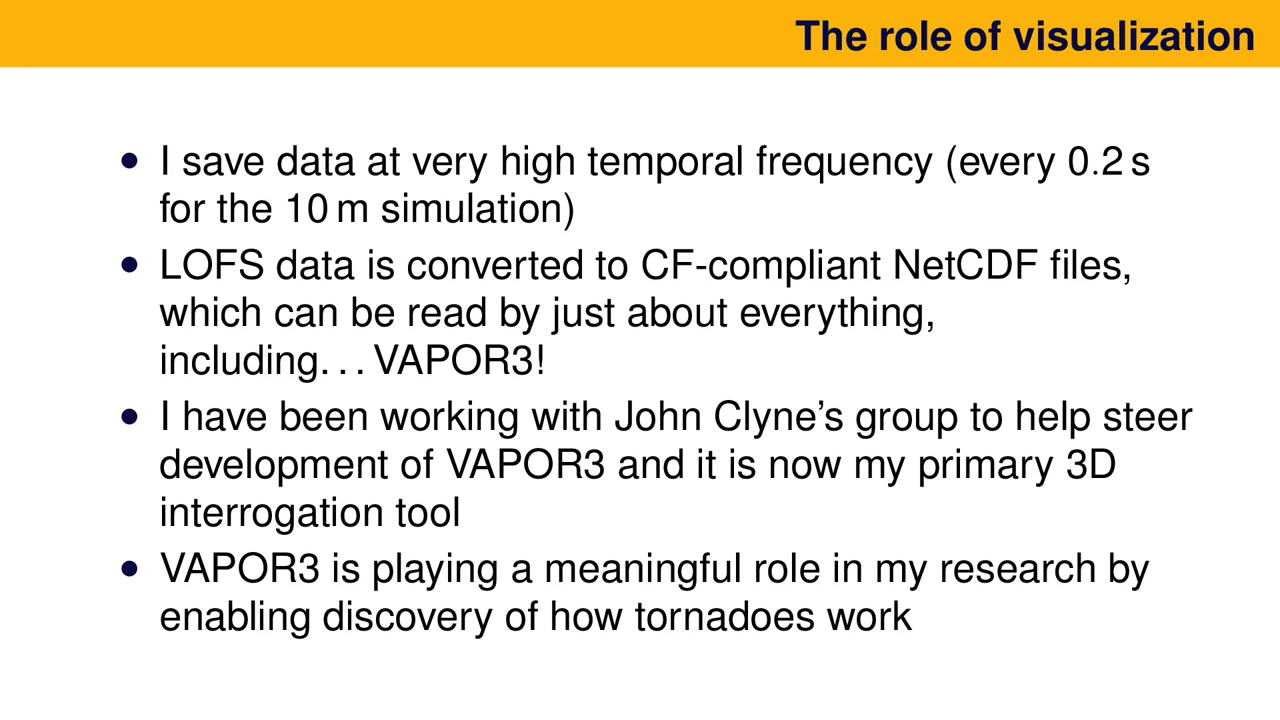 The role of visualization
• I save data at very high temporal frequency (every 0.2 s
for the 10 m simulation)
• LOFS data is converted to CF-compliant NetCDF files,
which can be read by just about everything,
including. . . VAPOR3!
• I have been working with John Clyne’s group to help steer
development of VAPOR3 and it is now my primary 3D
interrogation tool
• VAPOR3 is playing a meaningful role in my research by
enabling discovery of how tornadoes work